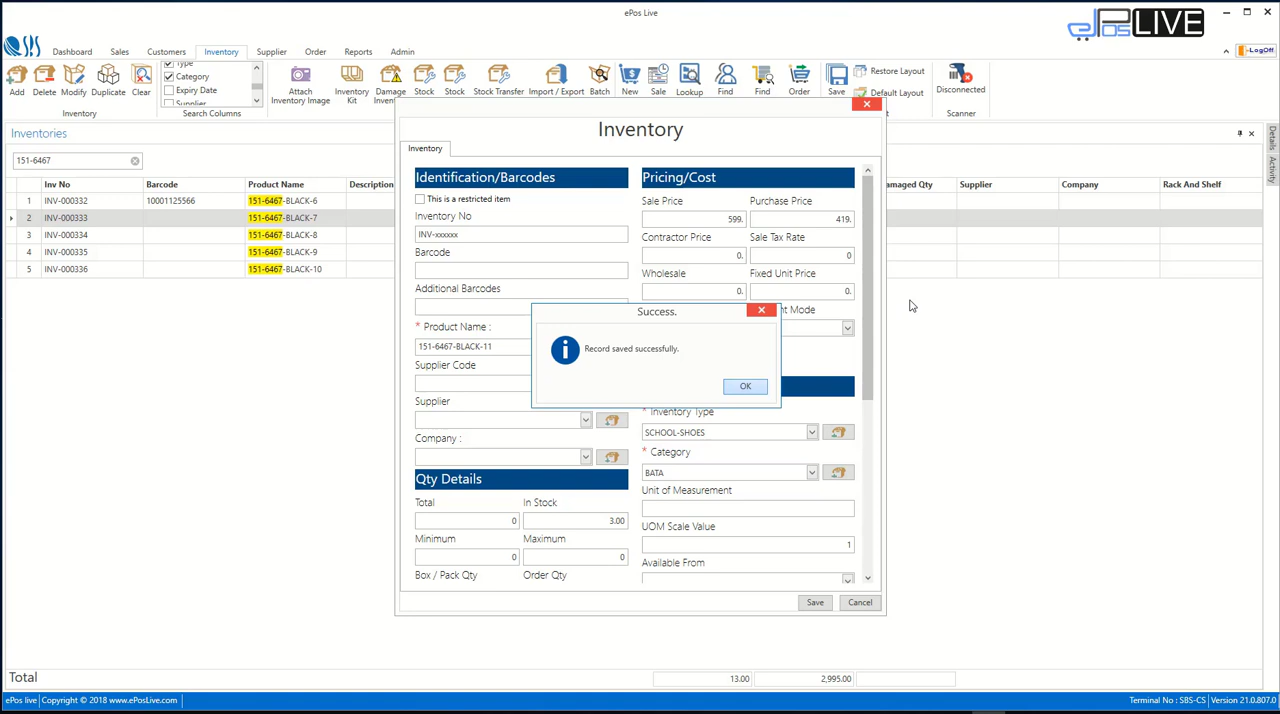 ePos Live
ePosLIVE
SIS
Dashboard Sales Customers Inventory Supplier Order Reports Admin
LogOff
Type
Category
Expiry Date
Supplier
Add Delete Modify Duplicate Clear
Attach Inventory Image
Inventory Kit
Damage
Stock Stock Stock Transfer Import / Export Batch New Sale Lookup Find Find Order Save
Restore Layout
Default Layout
Disconnected
Inventory Search Columns Scanner
Inventories
Details
Activity
151-6467
Inv No Barcode Product Name Description Supplier Company Rack And Shelf
1 INV-000332 10001125566 151-6467-BLACK-6
2 INV-000333 151-6467-BLACK-7
3 INV-000334 151-6467-BLACK-8
4 INV-000335 151-6467-BLACK-9
5 INV-000336 151-6467-BLACK-10
Inventory
Inventory
Identification/Barcodes
This is a restricted item
Inventory No
INV-xxxxxx
Barcode
Additional Barcodes
* Product Name :
151-6467-BLACK-11
Supplier Code
Supplier
Company :
Qty Details
Total In Stock
0 3.00
Minimum Maximum
0 0
Box / Pack Qty Order Qty
Pricing/Cost
Sale Price Purchase Price
599. 419.
Contractor Price Sale Tax Rate
0. 0
Wholesale Fixed Unit Price
0. 0.
Mode
* Inventory Type
SCHOOL-SHOES
* Category
BATA
Unit of Measurement
UOM Scale Value
1
Available From
Save Cancel
Success.
Record saved successfully.
OK
Total 13.00 2,995.00
ePos live Copyright © 2018 www.ePosLive.com Terminal No : SBS-CS Version 21.0.807.0